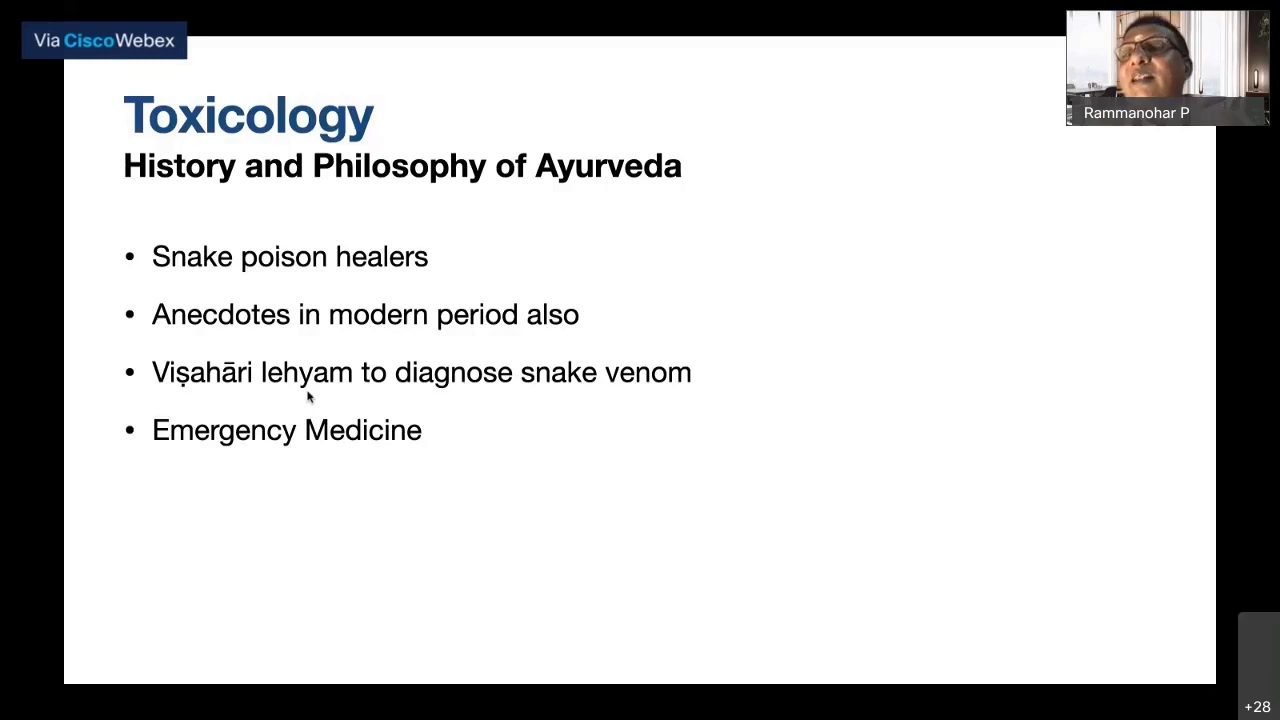 Via CiscoWebex
Rammanohar P
Toxicology
History and Philosophy of Ayurveda
• Snake poison healers
• Anecdotes in modern period also
• Viṣahāri lehyam to diagnose snake venom
• Emergency Medicine
+28